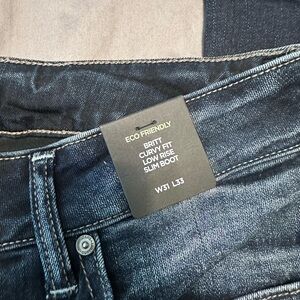 ECO FRIENDLY
BRITT
CURVY FIT
LOW RISE
SLIM BOOT
W31 L33